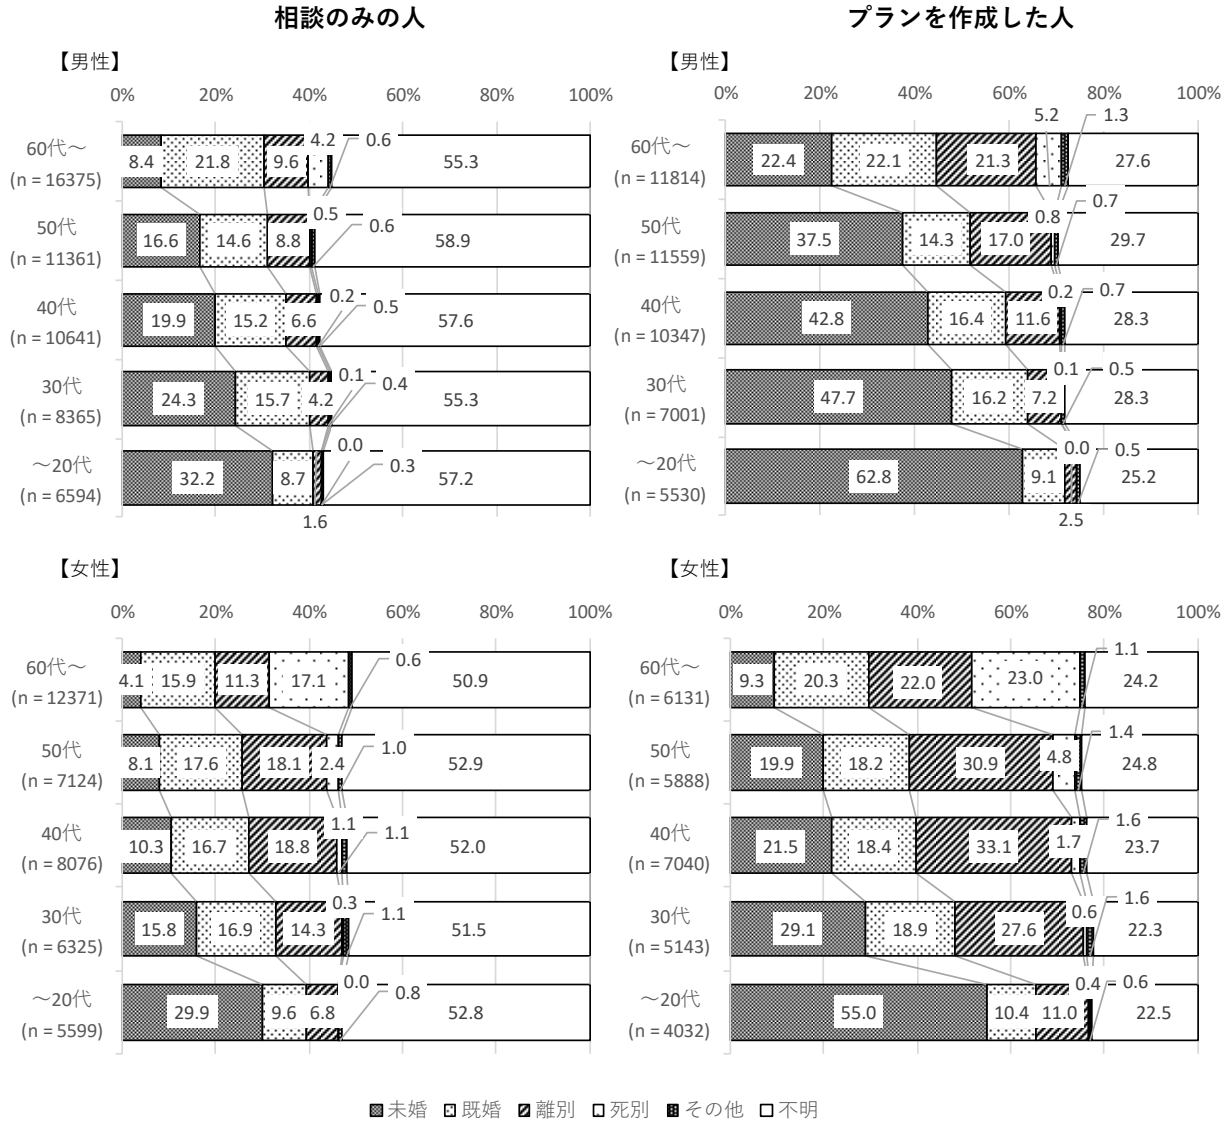 相談のみの人
プランを作成した人
【男性】
0% 20% 40% 60% 80% 100%
60代～
(n = 16375)
8.4 21.8 9.6 4.2 0.6 55.3
50代
(n = 11361)
16.6 14.6 8.8 0.5 0.6 58.9
40代
(n = 10641)
19.9 15.2 6.6 0.2 0.5 57.6
30代
(n = 8365)
24.3 15.7 4.2 0.1 0.4 55.3
～20代
(n = 6594)
32.2 8.7 1.6 0.0 0.3 57.2
【男性】
0% 20% 40% 60% 80% 100%
60代～
(n = 11814)
22.4 22.1 21.3 5.2 1.3 27.6
50代
(n = 11559)
37.5 14.3 17.0 0.8 0.7 29.7
40代
(n = 10347)
42.8 16.4 11.6 0.2 0.7 28.3
30代
(n = 7001)
47.7 16.2 7.2 0.1 0.5 28.3
～20代
(n = 5530)
62.8 9.1 2.5 0.0 0.5 25.2
【女性】
0% 20% 40% 60% 80% 100%
60代～
(n = 12371)
4.1 15.9 11.3 17.1 0.6 50.9
50代
(n = 7124)
8.1 17.6 18.1 2.4 1.0 52.9
40代
(n = 8076)
10.3 16.7 18.8 1.1 1.1 52.0
30代
(n = 6325)
15.8 16.9 14.3 0.3 1.1 51.5
～20代
(n = 5599)
29.9 9.6 6.8 0.0 0.8 52.8
【女性】
0% 20% 40% 60% 80% 100%
60代～
(n = 6131)
9.3 20.3 22.0 23.0 1.1 24.2
50代
(n = 5888)
19.9 18.2 30.9 4.8 1.4 24.8
40代
(n = 7040)
21.5 18.4 33.1 1.7 1.6 23.7
30代
(n = 5143)
29.1 18.9 27.6 0.6 1.6 22.3
～20代
(n = 4032)
55.0 10.4 11.0 0.4 0.6 22.5
未婚 既婚 離別 死別 その他 不明